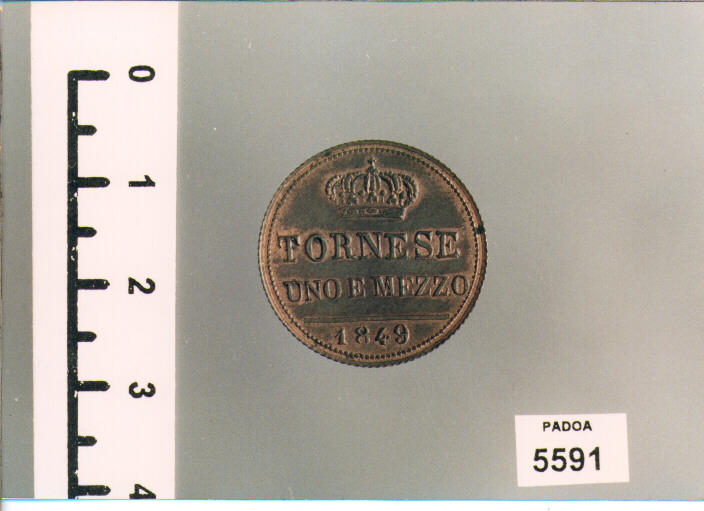 0
1
2
3
4
TORNESE
UNO E MEZZO
1849
PADOA
5591